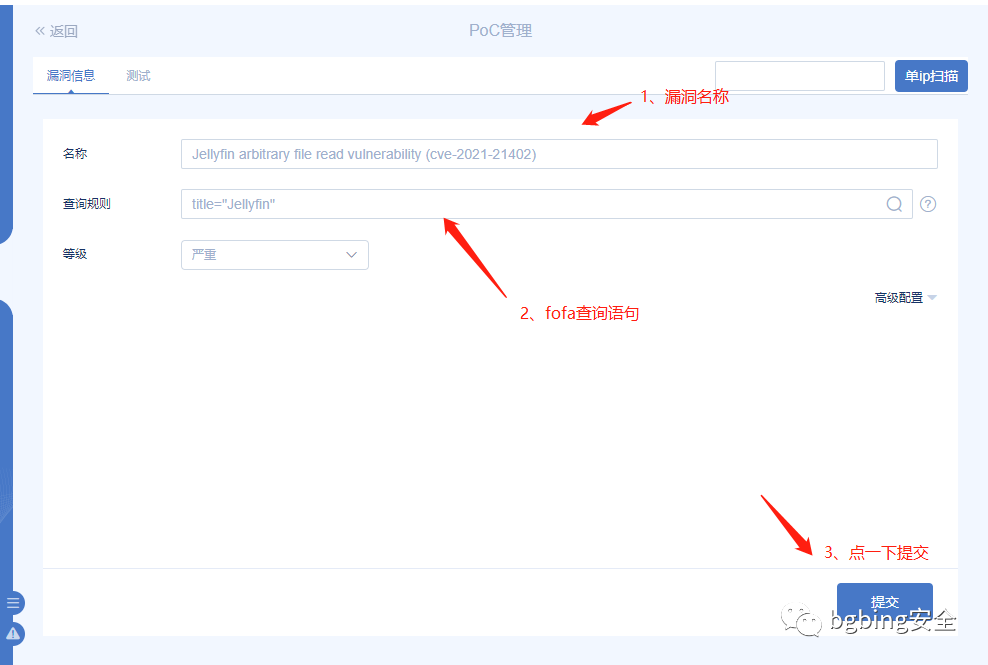 « 返回
PoC管理
漏洞信息 测试
单ip扫描
1、漏洞名称
名称 Jellyfin arbitrary file read vulnerability (cve-2021-21402)
查询规则 title="Jellyfin"
等级 严重
高级配置
2、fofa查询语句
3、点一下提交
提交
bgbing安全